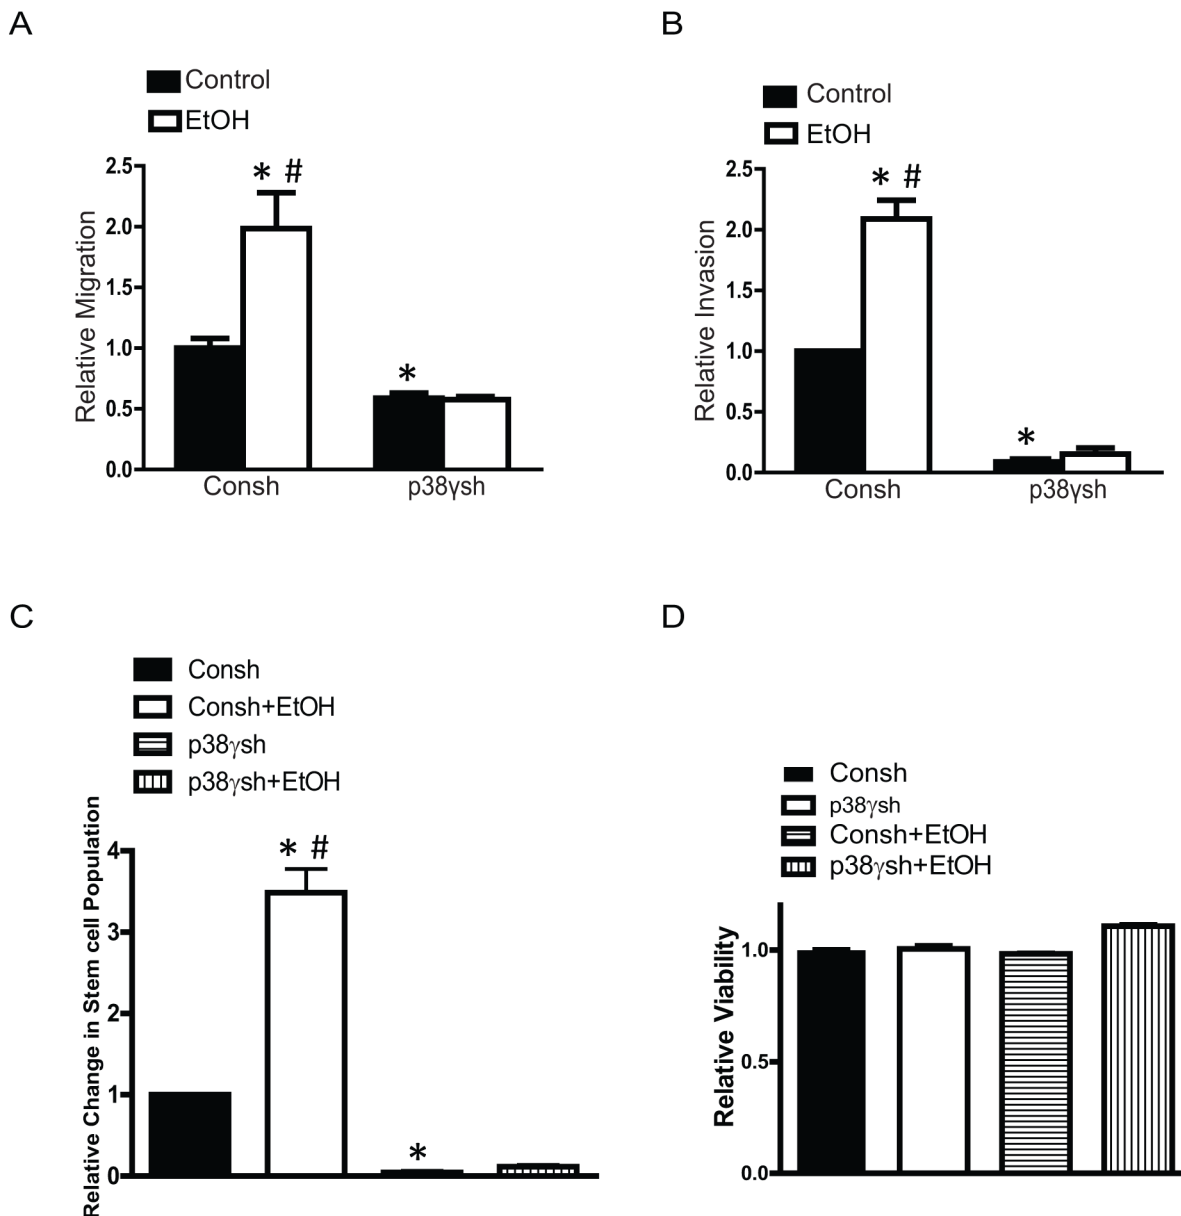 A
Control
EtOH
* #
2.5
2.0
1.5
1.0
0.5
0.0
Relative Migration
*
Consh
p38γsh
B
Control
EtOH
* #
2.5
2.0
1.5
1.0
0.5
0.0
Relative Invasion
*
Consh
p38γsh
C
Consh
Consh+EtOH
p38γsh
p38γsh+EtOH
* #
4
3
2
1
0
Relative Change in Stem cell Population
*
D
Consh
p38γsh
Consh+EtOH
p38γsh+EtOH
1.0
0.5
0.0
Relative Viability